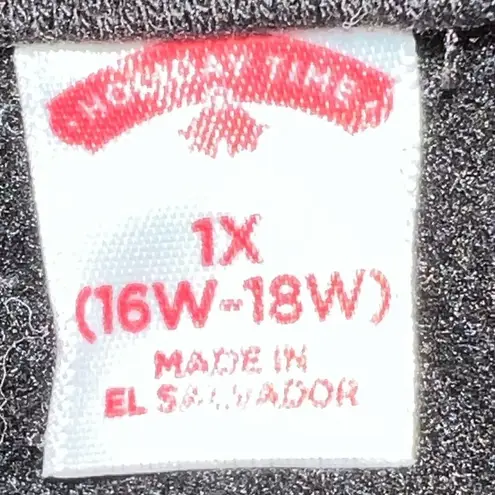 HOLIDAY TIME
1X
(16W-18W)
MADE IN
EL SALVADOR